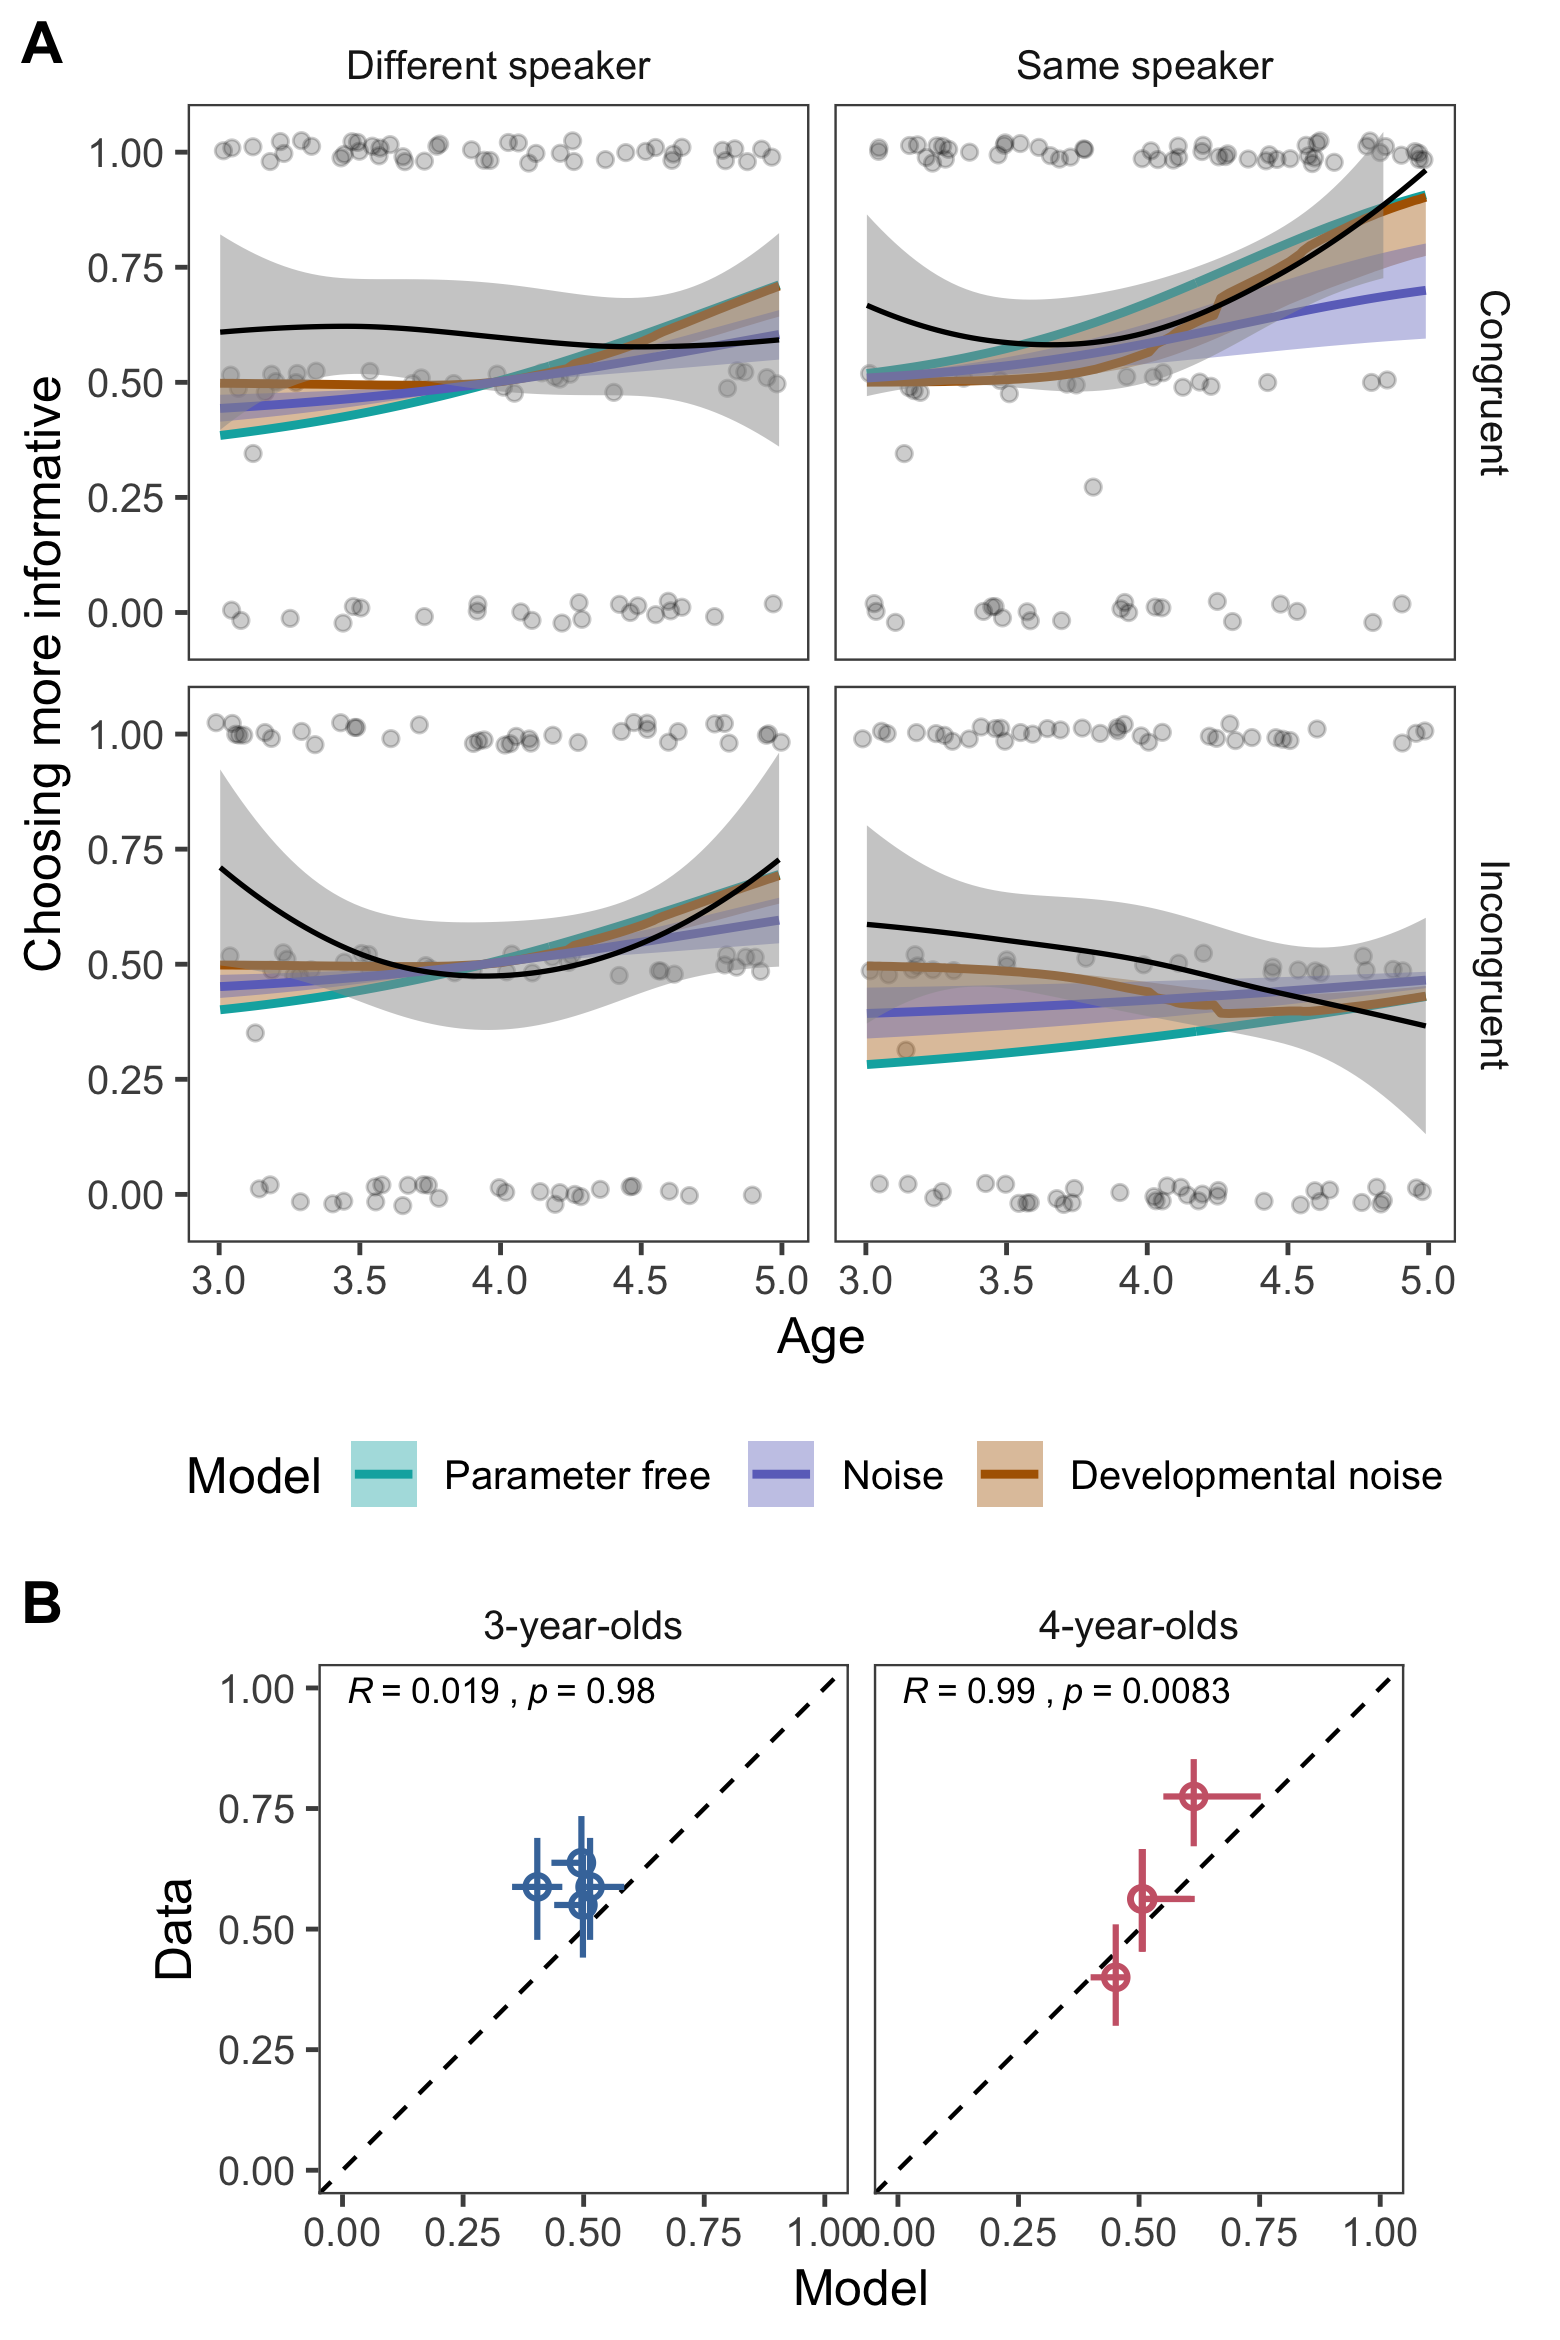 A
Different speaker Same speaker
1.00
0.75
0.50
0.25
0.00
Congruent
Choosing more informative
1.00
0.75
0.50
0.25
0.00
Incongruent
3.0 3.5 4.0 4.5 5.0 3.0 3.5 4.0 4.5 5.0
Age
Model Parameter free Noise Developmental noise
B
3-year-olds 4-year-olds
R = 0.019 , p = 0.98 R = 0.99 , p = 0.0083
1.00
0.75
0.50
0.25
0.00
Data
0.00 0.25 0.50 0.75 1.00 0.00 0.25 0.50 0.75 1.00
Model